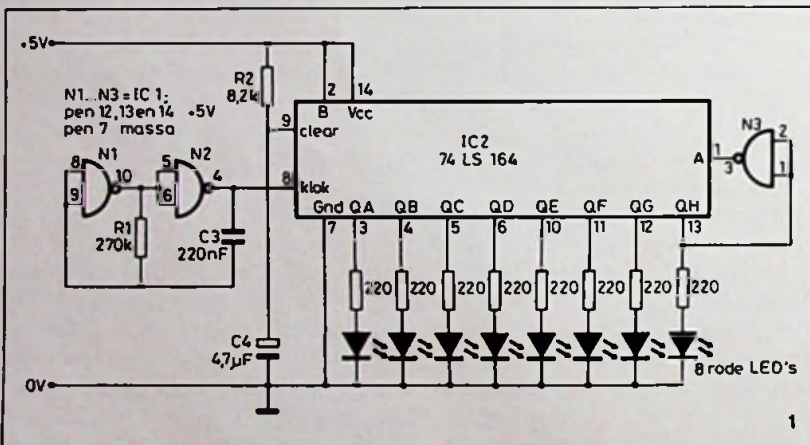 +5V
N1...N3 = IC 1;
pen 12,13 en 14 +5V
pen 7 massa
R2
8,2k
2 14
B Vcc
9 clear
IC2
74 LS 164
A
1
3
N3
2
1
N1
8
9
10
N2
5
6
4
8 klok
R1
270k
C3
220nF
Gnd QA QB QC QD QE QF QG QH
7 3 4 5 6 10 11 12 13
220 220 220 220 220 220 220 220
C4
4,7µF
8 rode LED's
0V
1